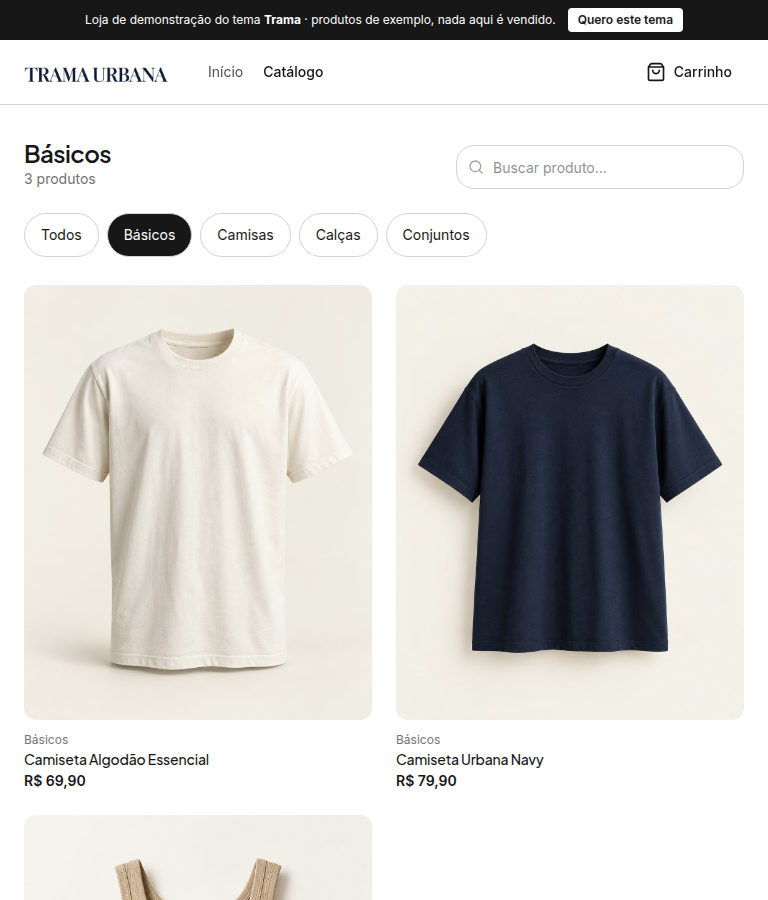 Loja de demonstração do tema Trama · produtos de exemplo, nada aqui é vendido. Quero este tema
TRAMA URBANA Início Catálogo Carrinho
Básicos
3 produtos
Buscar produto...
Todos Básicos Camisas Calças Conjuntos
Básicos
Camiseta Algodão Essencial
R$ 69,90
Básicos
Camiseta Urbana Navy
R$ 79,90